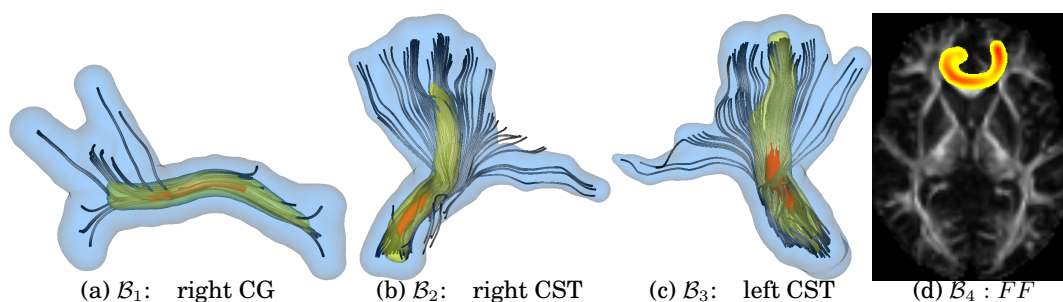 (a) B₁: right CG (b) B₂: right CST (c) B₃: left CST (d) B₄ : FF